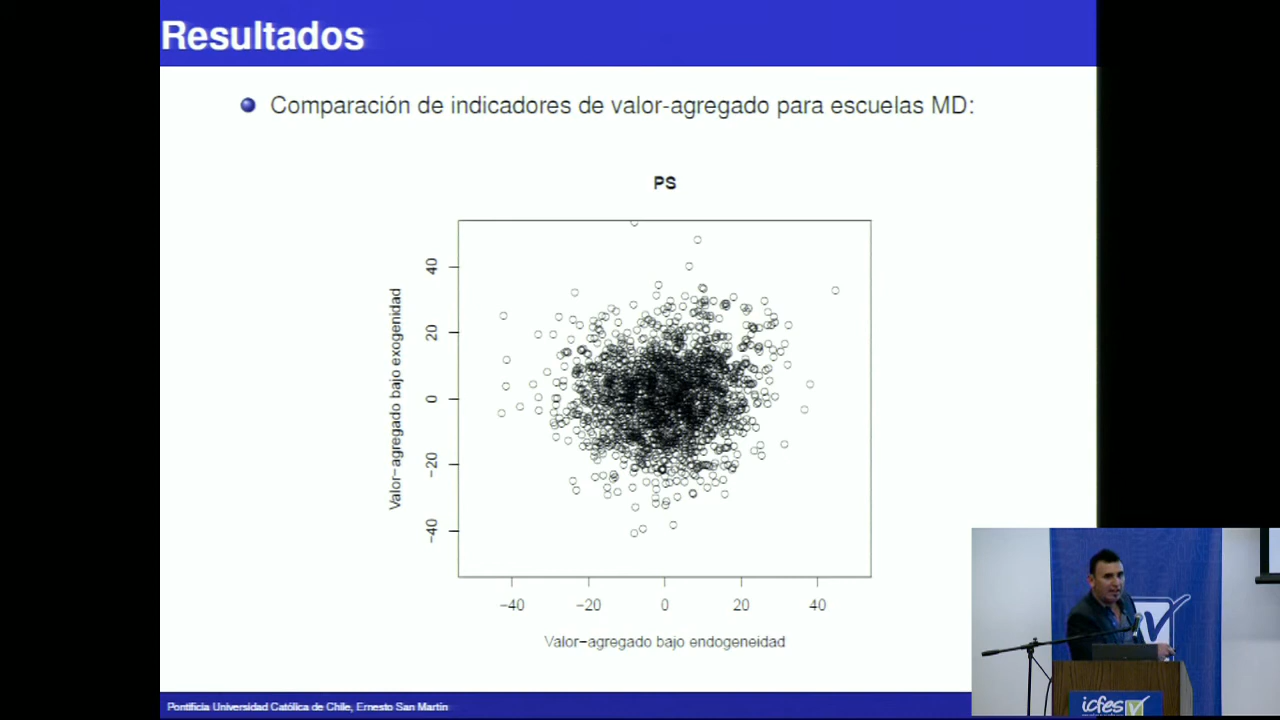 Resultados
Comparación de indicadores de valor-agregado para escuelas MD:
PS
Valor-agregado bajo exogenidad
40
20
0
-20
-40
-40 -20 0 20 40
Valor-agregado bajo endogeneidad
Pontificia Universidad Católica de Chile, Ernesto San Martín
icfes